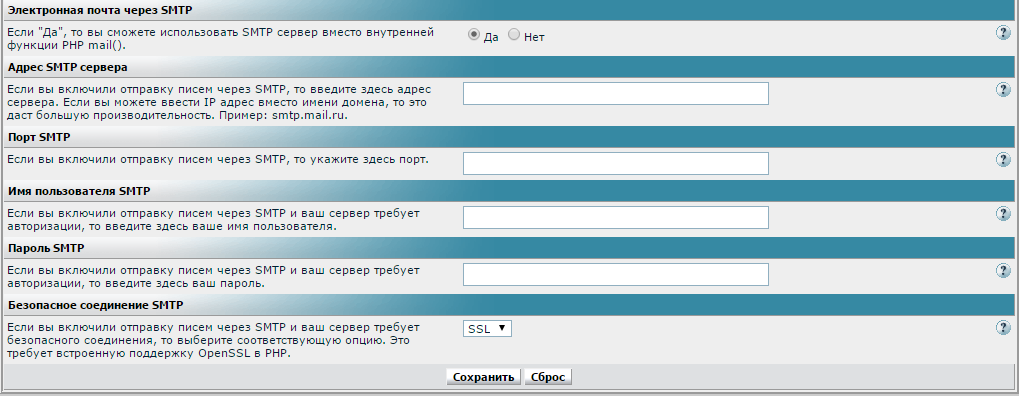 Электронная почта через SMTP
Если "Да", то вы сможете использовать SMTP сервер вместо внутренней
функции PHP mail().
Да Нет
?
Адрес SMTP сервера
Если вы включили отправку писем через SMTP, то введите здесь адрес
сервера. Если вы можете ввести IP адрес вместо имени домена, то это
даст большую производительность. Пример: smtp.mail.ru.
?
Порт SMTP
Если вы включили отправку писем через SMTP, то укажите здесь порт.
?
Имя пользователя SMTP
Если вы включили отправку писем через SMTP и ваш сервер требует
авторизации, то введите здесь ваше имя пользователя.
?
Пароль SMTP
Если вы включили отправку писем через SMTP и ваш сервер требует
авторизации, то введите здесь ваш пароль.
?
Безопасное соединение SMTP
Если вы включили отправку писем через SMTP и ваш сервер требует
безопасного соединения, то выберите соответствующую опцию. Это
требует встроенную поддержку OpenSSL в PHP.
SSL
?
Сохранить Сброс